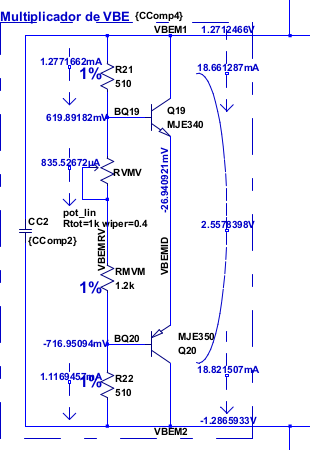 Multiplicador de VBE {CComp4}
VBEM1
1.2712466V
1.2771662mA
1%
R21
510
18.661287mA
619.89182mV
BQ19
Q19
MJE340
835.52672uA
RVMV
-26.940921mV
pot_lin
Rtot=1k wiper=0.4
CC2
{CComp2}
VBEMRV
VBEMID
2.5578398V
RMVM
1.2k
1%
-716.95094mV
BQ20
MJE350
Q20
1.1169457mA
1%
R22
510
18.821507mA
-1.2865933V
VBEM2